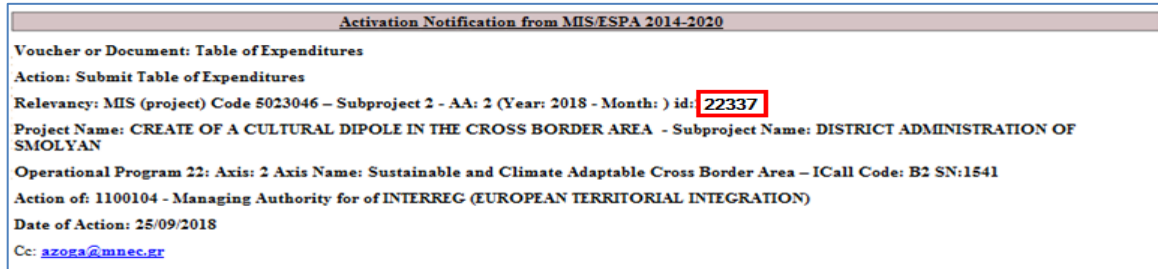 Activation Notification from MIS/ESPA 2014-2020
Voucher or Document: Table of Expenditures
Action: Submit Table of Expenditures
Relevancy: MIS (project) Code 5023046 – Subproject 2 - AA: 2 (Year: 2018 - Month: ) id: 22337
Project Name: CREATE OF A CULTURAL DIPOLE IN THE CROSS BORDER AREA - Subproject Name: DISTRICT ADMINISTRATION OF
SMOLYAN
Operational Program 22: Axis: 2 Axis Name: Sustainable and Climate Adaptable Cross Border Area – ICall Code: B2 SN:1541
Action of: 1100104 - Managing Authority for of INTERREG (EUROPEAN TERRITORIAL INTEGRATION)
Date of Action: 25/09/2018
Cc: azoga@mnec.gr